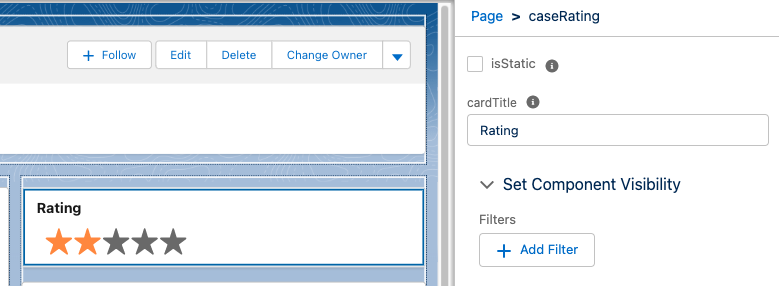 + Follow Edit Delete Change Owner
Rating
Page > caseRating
isStatic
cardTitle
Rating
Set Component Visibility
Filters
+ Add Filter